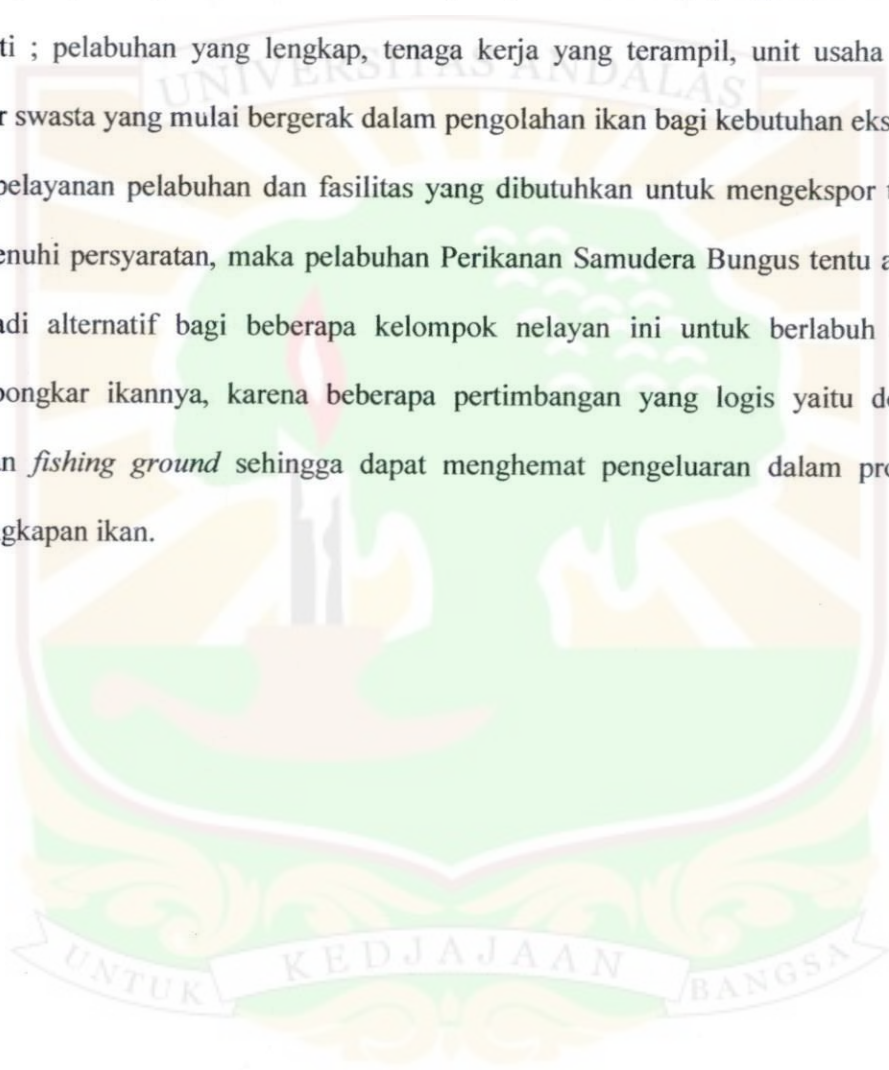 ti ; pelabuhan yang lengkap, tenaga kerja yang terampil, unit usaha
r swasta yang mulai bergerak dalam pengolahan ikan bagi kebutuhan eks
pelayanan pelabuhan dan fasilitas yang dibutuhkan untuk mengekspor
enuhi persyaratan, maka pelabuhan Perikanan Samudera Bungus tentu a
adi alternatif bagi beberapa kelompok nelayan ini untuk berlabuh
ongkar ikannya, karena beberapa pertimbangan yang logis yaitu de
n fishing ground sehingga dapat menghemat pengeluaran dalam pro
gkapan ikan.
UNIVERSITAS ANDALAS
UNTUK KEDJAJAAN BANGSA